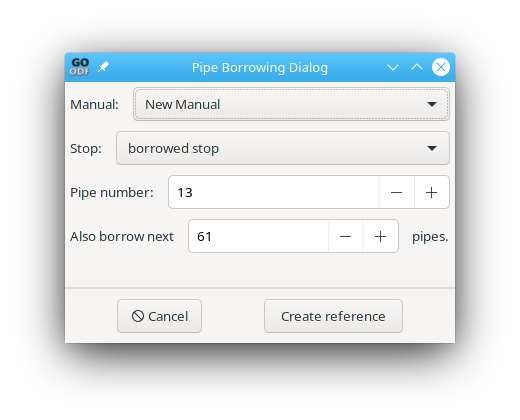 GO
ODF
Pipe Borrowing Dialog
Manual: New Manual
Stop: borrowed stop
Pipe number: 13
Also borrow next 61 pipes.
Cancel Create reference